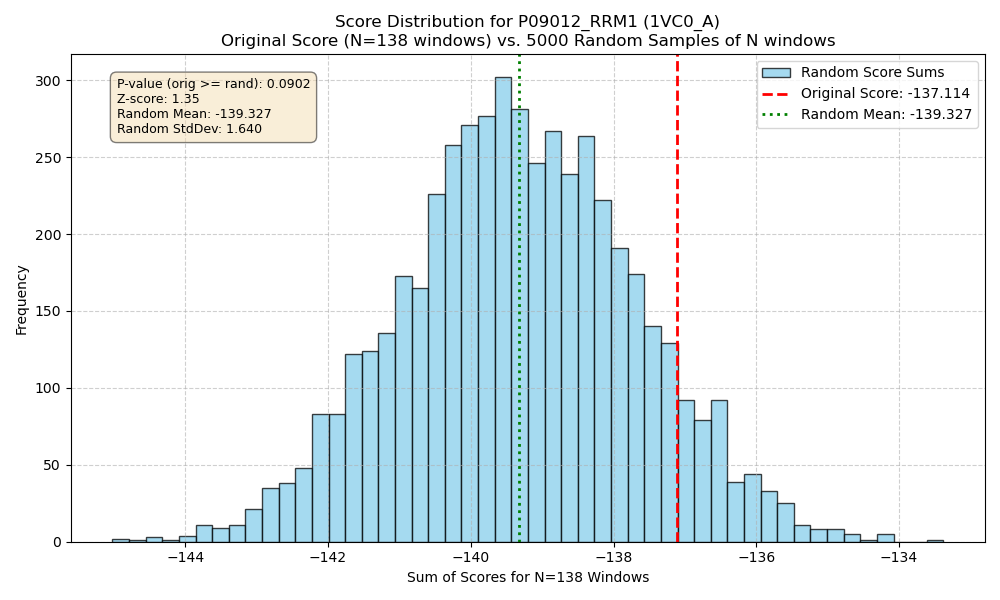 Score Distribution for P09012_RRM1 (1VC0_A)
Original Score (N=138 windows) vs. 5000 Random Samples of N windows
P-value (orig >= rand): 0.0902
Z-score: 1.35
Random Mean: -139.327
Random StdDev: 1.640
Random Score Sums
Original Score: -137.114
Random Mean: -139.327
Frequency
300
250
200
150
100
50
0
−144 −142 −140 −138 −136 −134
Sum of Scores for N=138 Windows